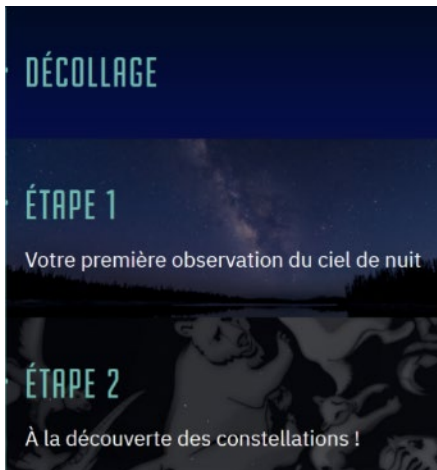 DÉCOLLAGE
ÉTAPE 1
Votre première observation du ciel de nuit
ÉTAPE 2
À la découverte des constellations !